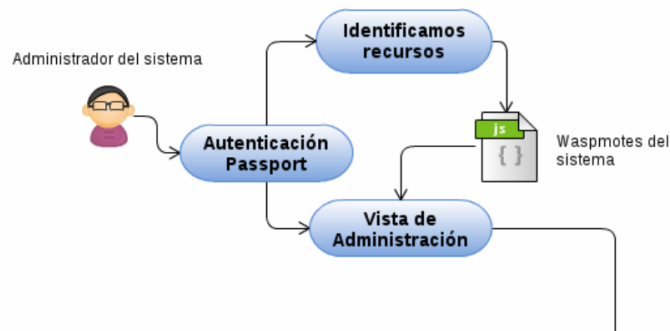 Identificamos
recursos
Administrador del sistema
js
{ }
Waspmotes del
sistema
Autenticación
Passport
Vista de
Administración